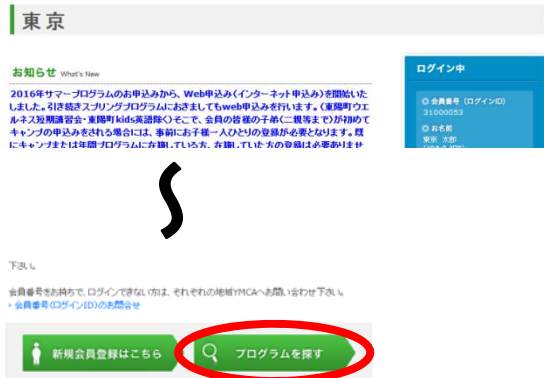 東京
お知らせ What's New
2016年サマープログラムのお申込みから、Web申込み(インターネット申込み)を開始いた
しました。引き続きスプリングプログラムにおきましてもweb申込みを行います。(東陽町ウエ
ルネス短期講習会・東陽町kids英語除く)そこで、会員の皆様の子弟(二親等まで)が初めて
キャンプの申込みをされる場合には、事前にお子様一人ひとりの登録が必要となります。既
にキャンプまたは年間プログラムに在籍している方、在籍していた方の登録は必要ありませ
ログイン中
会員番号(ログインID)
31000053
お名前
東京 太郎
下さい。
会員番号をお持ちで、ログインできない方は、それぞれの地域YMCAへお問い合わせ下さい。
› 会員番号(ログインID)のお問合せ
新規会員登録はこちら
プログラムを探す